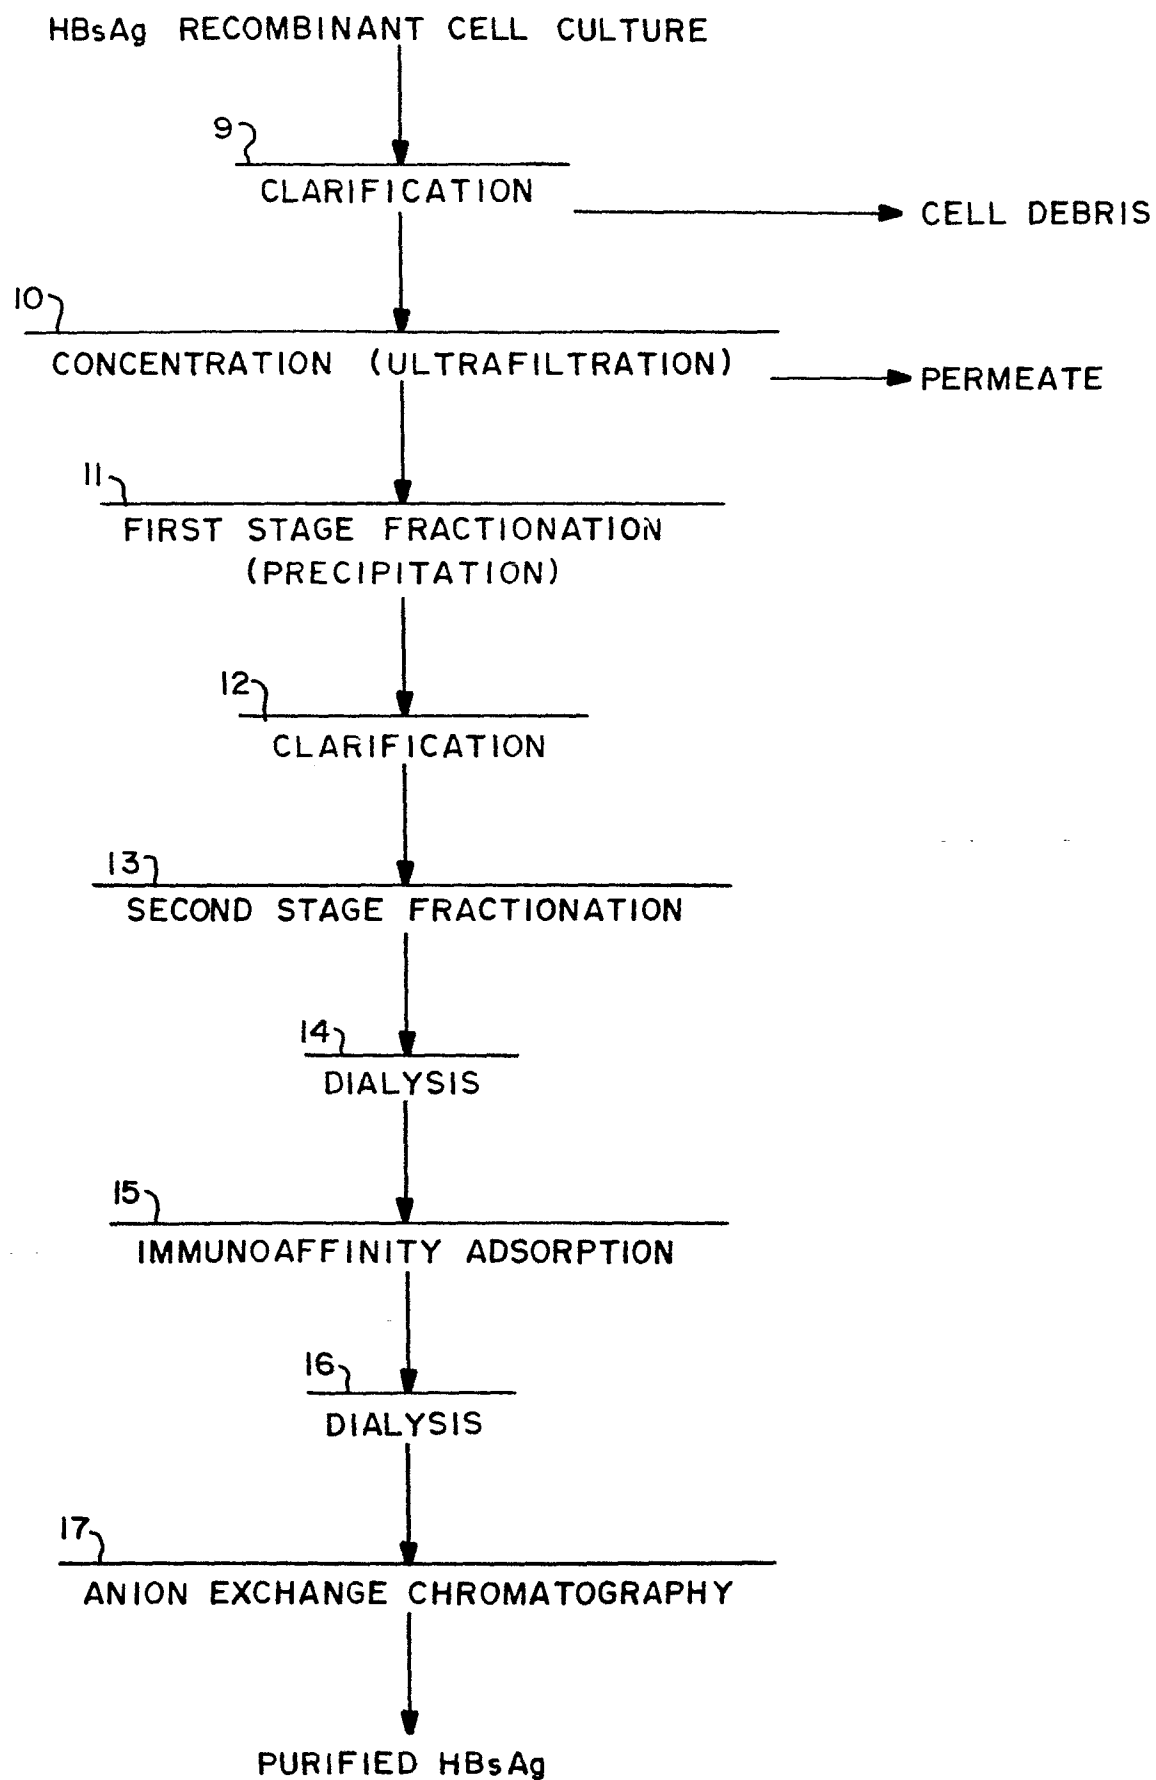 HBsAg RECOMBINANT CELL CULTURE
9
CLARIFICATION
CELL DEBRIS
10
CONCENTRATION (ULTRAFILTRATION)
PERMEATE
11
FIRST STAGE FRACTIONATION
(PRECIPITATION)
12
CLARIFICATION
13
SECOND STAGE FRACTIONATION
14
DIALYSIS
15
IMMUNOAFFINITY ADSORPTION
16
DIALYSIS
17
ANION EXCHANGE CHROMATOGRAPHY
PURIFIED HBsAg